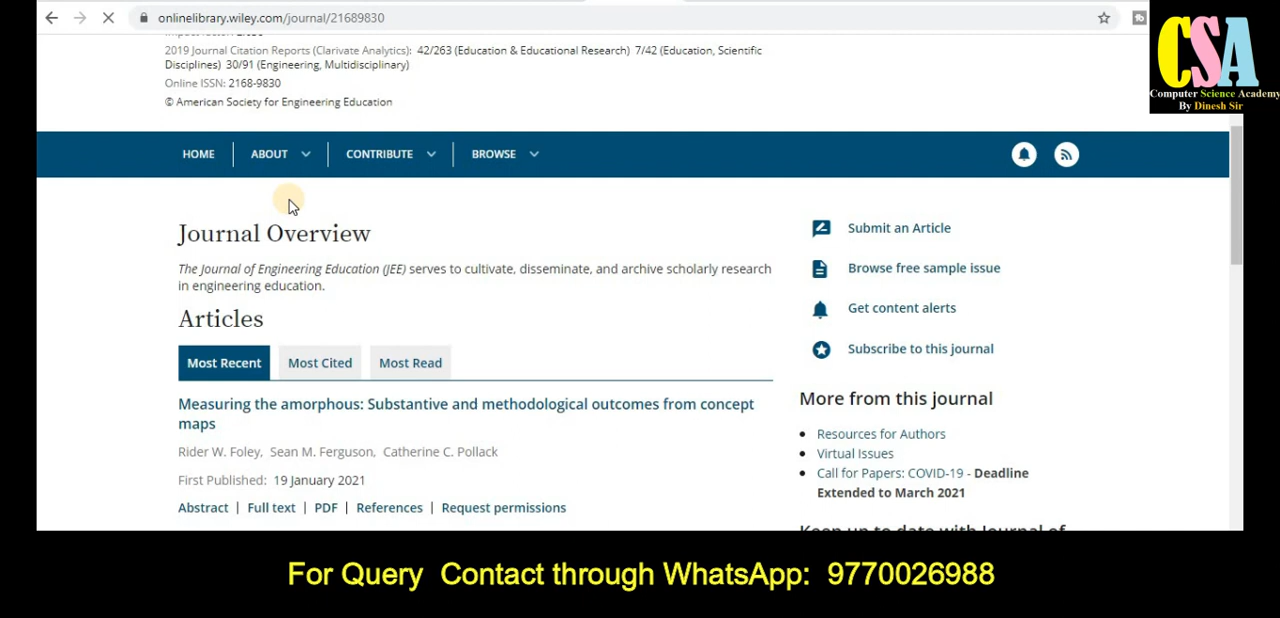 onlinelibrary.wiley.com/journal/21689830
2019 Journal Citation Reports (Clarivate Analytics): 42/263 (Education & Educational Research) 7/42 (Education, Scientific
Disciplines) 30/91 (Engineering, Multidisciplinary)
Online ISSN: 2168-9830
© American Society for Engineering Education
CSA
Computer Science Academy
By Dinesh Sir
HOME ABOUT CONTRIBUTE BROWSE
Journal Overview
The Journal of Engineering Education (JEE) serves to cultivate, disseminate, and archive scholarly research
in engineering education.
Articles
Most Recent Most Cited Most Read
Measuring the amorphous: Substantive and methodological outcomes from concept
maps
Rider W. Foley, Sean M. Ferguson, Catherine C. Pollack
First Published: 19 January 2021
Abstract | Full text | PDF | References | Request permissions
Submit an Article
Browse free sample issue
Get content alerts
Subscribe to this journal
More from this journal
• Resources for Authors
• Virtual Issues
• Call for Papers: COVID-19 - Deadline
Extended to March 2021
Keep up to date with Journal of
For Query Contact through WhatsApp: 9770026988